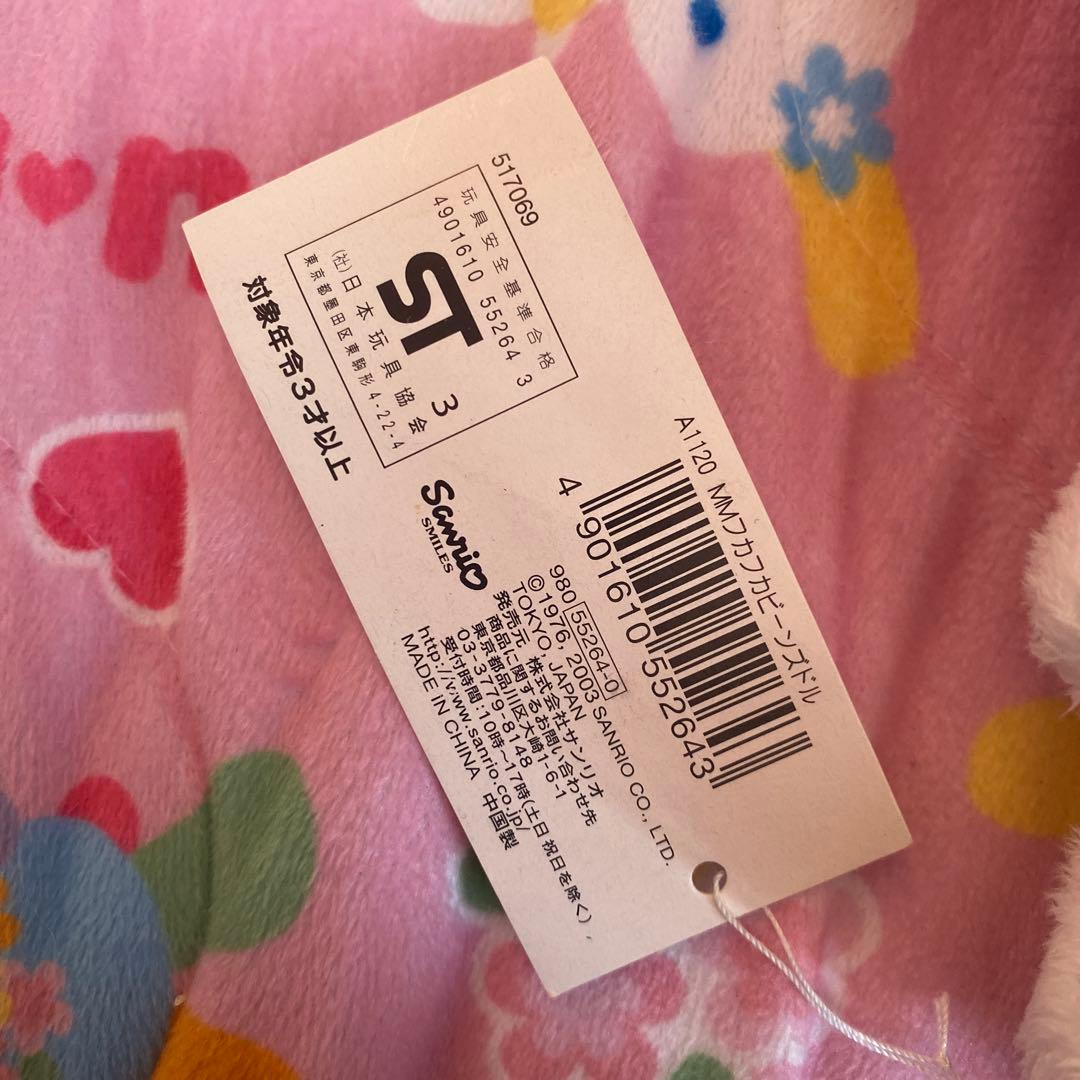 517069
玩具安全基準合格
4901610 55264 3
ST
3
(社)日本玩具協会
東京都墨田区東駒形4-22-4
対象年令3才以上
A1120 MMフカフカビーンズドル
4 901610 552643
Sanrio
SMILES
980 55264-0
©1976, 2003 SANRIO CO., LTD.
TOKYO, JAPAN
発売元 株式会社サンリオ
商品に関するお問い合わせ先
東京都品川区大崎1-6-1
03-3779-8148
受付時間:10時〜17時(土日祝日を除く)
http://www.sanrio.co.jp/
MADE IN CHINA 中国製